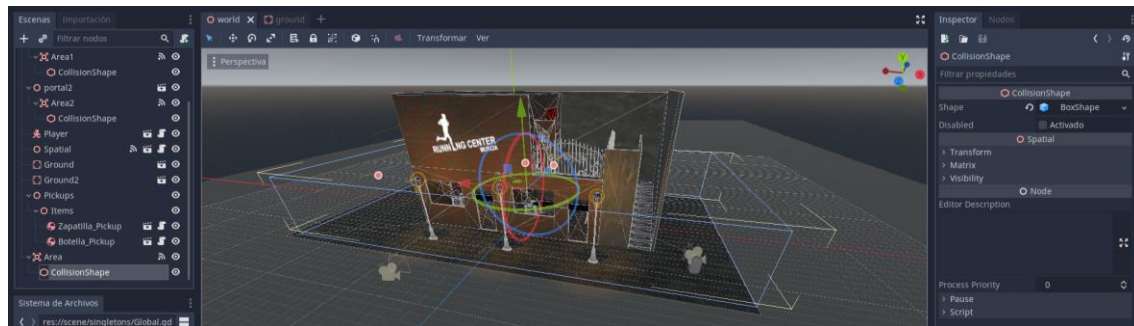 Escenas Importación
Filtrar nodos
Area1
CollisionShape
portal2
Area2
CollisionShape
Player
Spatial
Ground
Ground2
Pickups
Items
Zapatilla_Pickup
Botella_Pickup
Area
CollisionShape
Sistema de Archivos
res://scene/singletons/Global.gd
world ground
Transformar Ver
Perspectiva
RUNNING CENTER
MURCIA
Y
Inspector Nodos
CollisionShape
Filtrar propiedades
CollisionShape
Shape BoxShape
Disabled Activado
Spatial
Transform
Matrix
Visibility
Node
Editor Description
Process Priority 0
Pause
Script